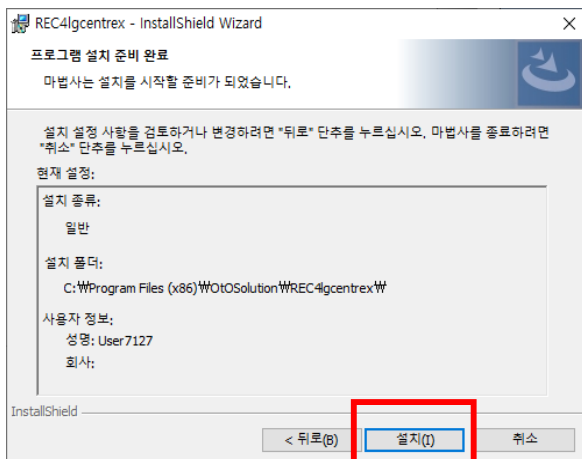 REC4lgcentrex - InstallShield Wizard
프로그램 설치 준비 완료
마법사는 설치를 시작할 준비가 되었습니다.
설치 설정 사항을 검토하거나 변경하려면 "뒤로" 단추를 누르십시오. 마법사를 종료하려면
"취소" 단추를 누르십시오.
현재 설정:
설치 종류:
일반
설치 폴더:
C:₩Program Files (x86)₩OtOSolution₩REC4lgcentrex₩
사용자 정보:
성명: User7127
회사:
InstallShield
< 뒤로(B) 설치(I) 취소